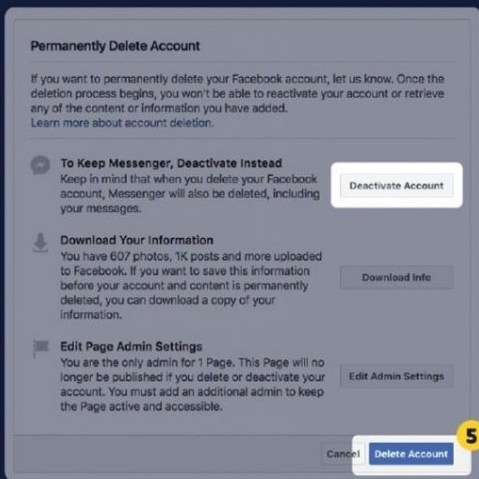 Permanently Delete Account
If you want to permanently delete your Facebook account, let us know. Once the
deletion process begins, you won't be able to reactivate your account or retrieve
any of the content or information you have added.
Learn more about account deletion.
To Keep Messenger, Deactivate Instead
Keep in mind that when you delete your Facebook
account, Messenger will also be deleted, including
your messages.
Deactivate Account
Download Your Information
You have 607 photos, 1K posts and more uploaded
to Facebook. If you want to save this information
before your account and content is permanently
deleted, you can download a copy of your
information.
Download Info
Edit Page Admin Settings
You are the only admin for 1 Page. This Page will no
longer be published if you delete or deactivate your
account. You must add an additional admin to keep
the Page active and accessible.
Edit Admin Settings
5
Cancel Delete Account